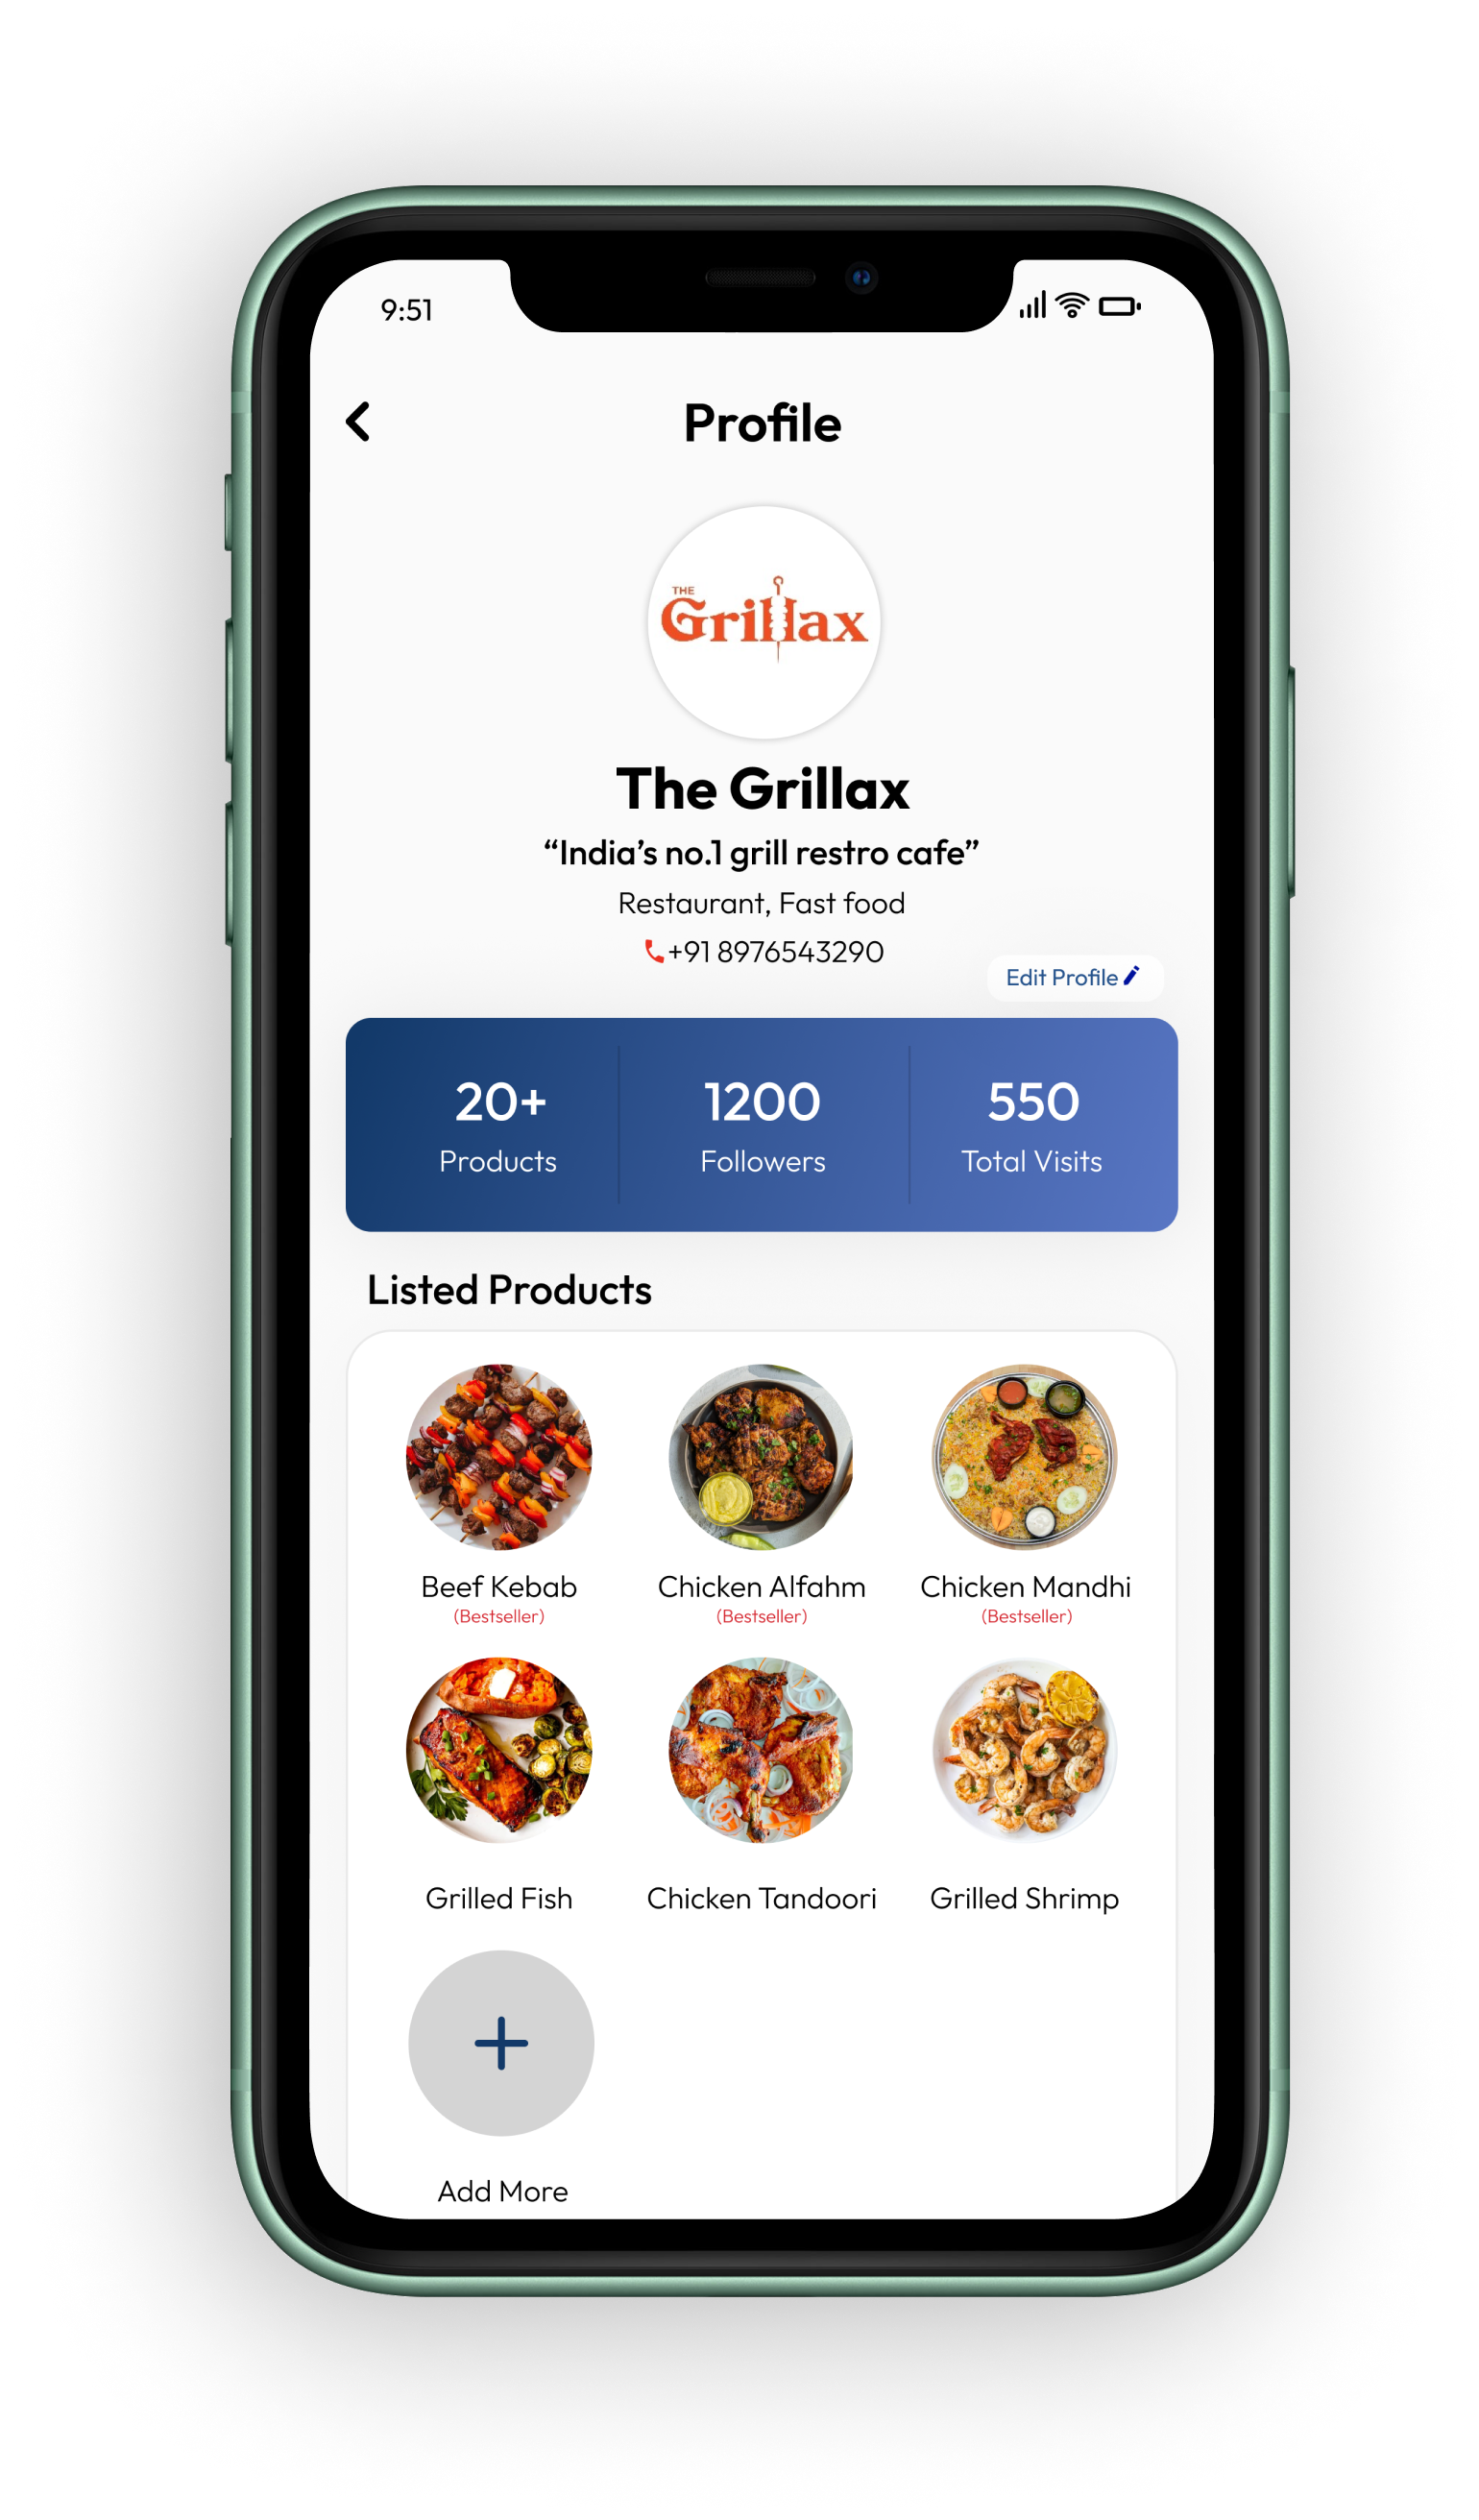 9:51
Profile
THE
Grillax
The Grillax
“India’s no.1 grill restro cafe”
Restaurant, Fast food
+91 8976543290
Edit Profile
20+ 1200 550
Products Followers Total Visits
Listed Products
Beef Kebab Chicken Alfahm Chicken Mandhi
(Bestseller) (Bestseller) (Bestseller)
Grilled Fish Chicken Tandoori Grilled Shrimp
Add More